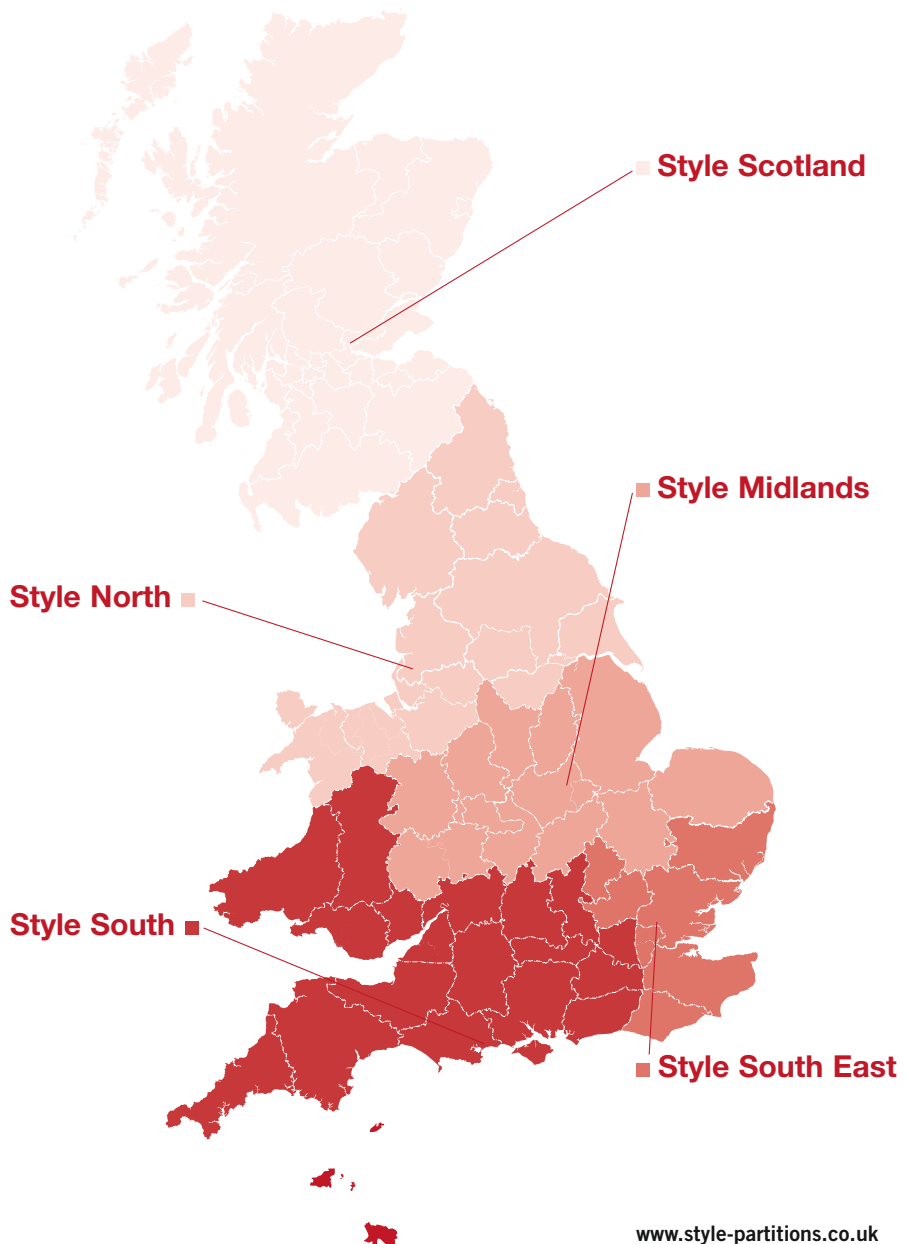 Style Scotland
Style Midlands
Style North
Style South
Style South East
www.style-partitions.co.uk